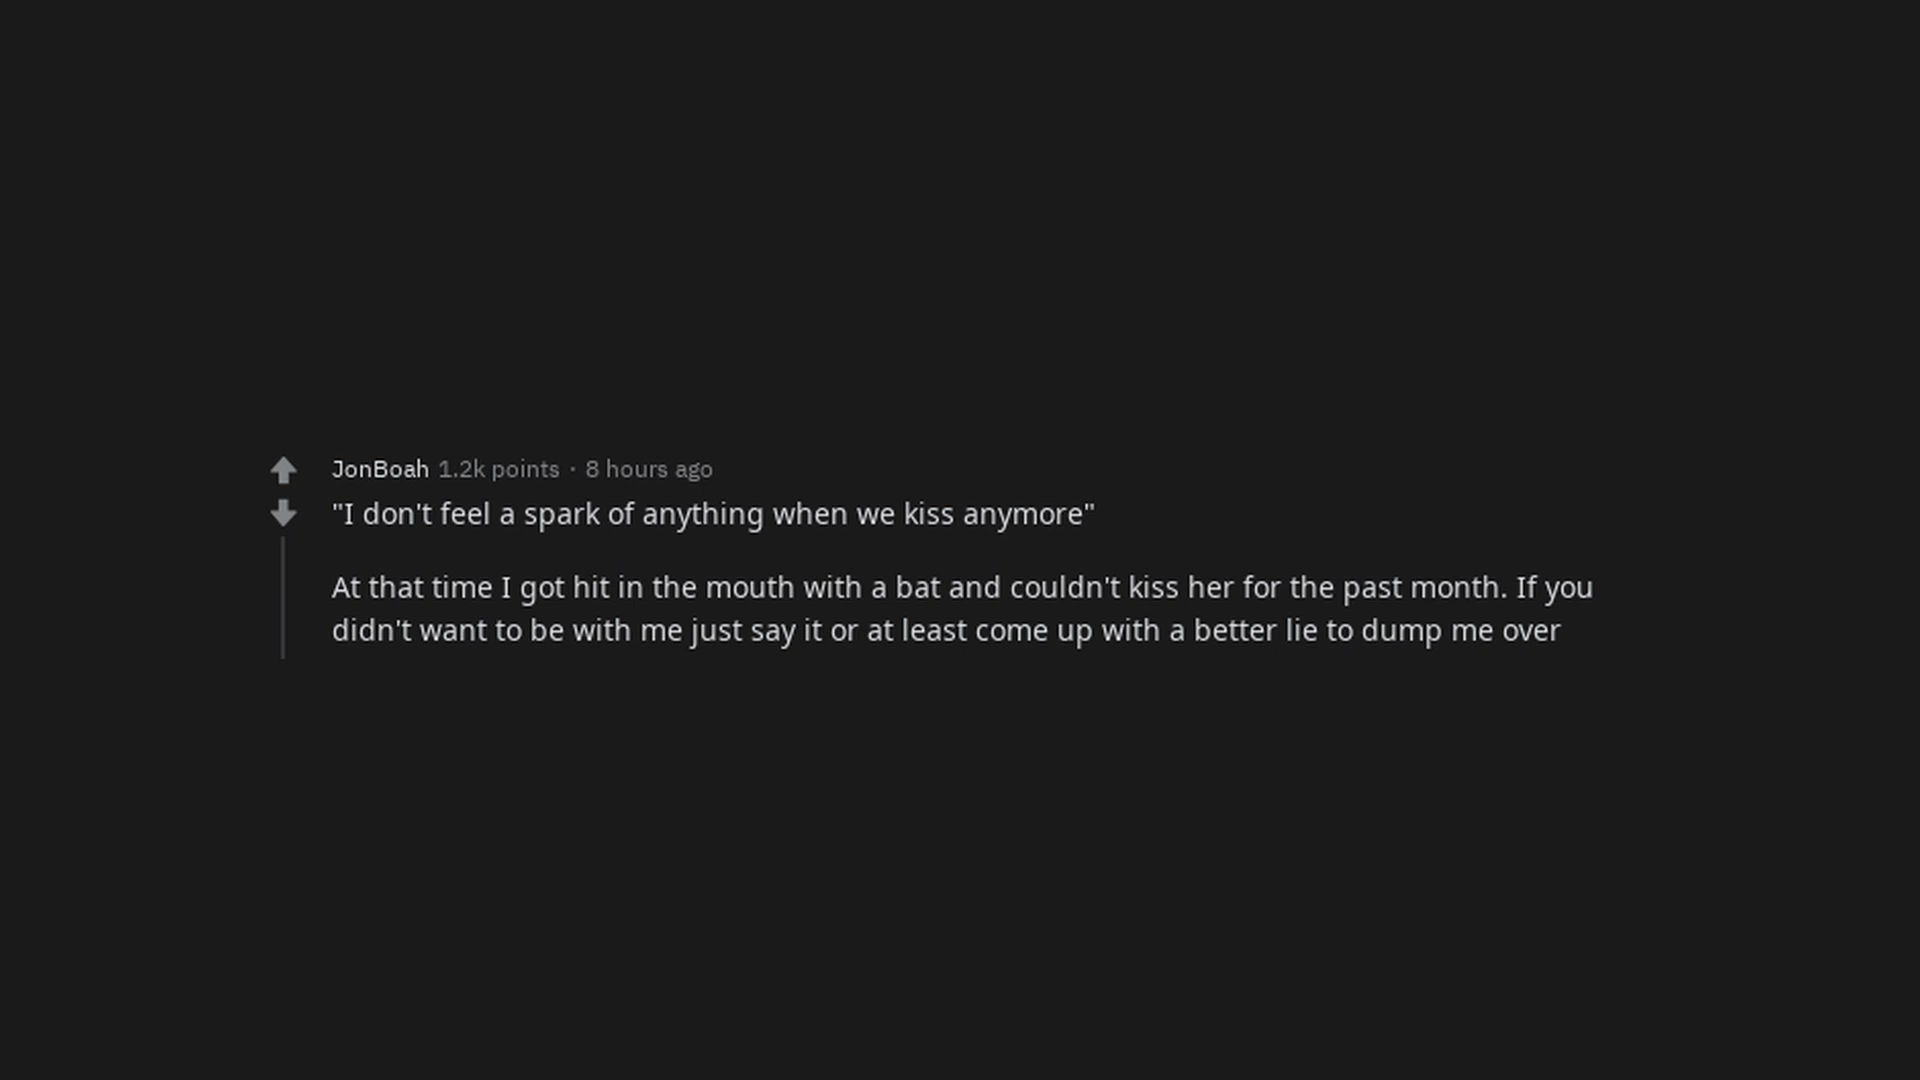 JonBoah 1.2k points · 8 hours ago
"I don't feel a spark of anything when we kiss anymore"
At that time I got hit in the mouth with a bat and couldn't kiss her for the past month. If you
didn't want to be with me just say it or at least come up with a better lie to dump me over